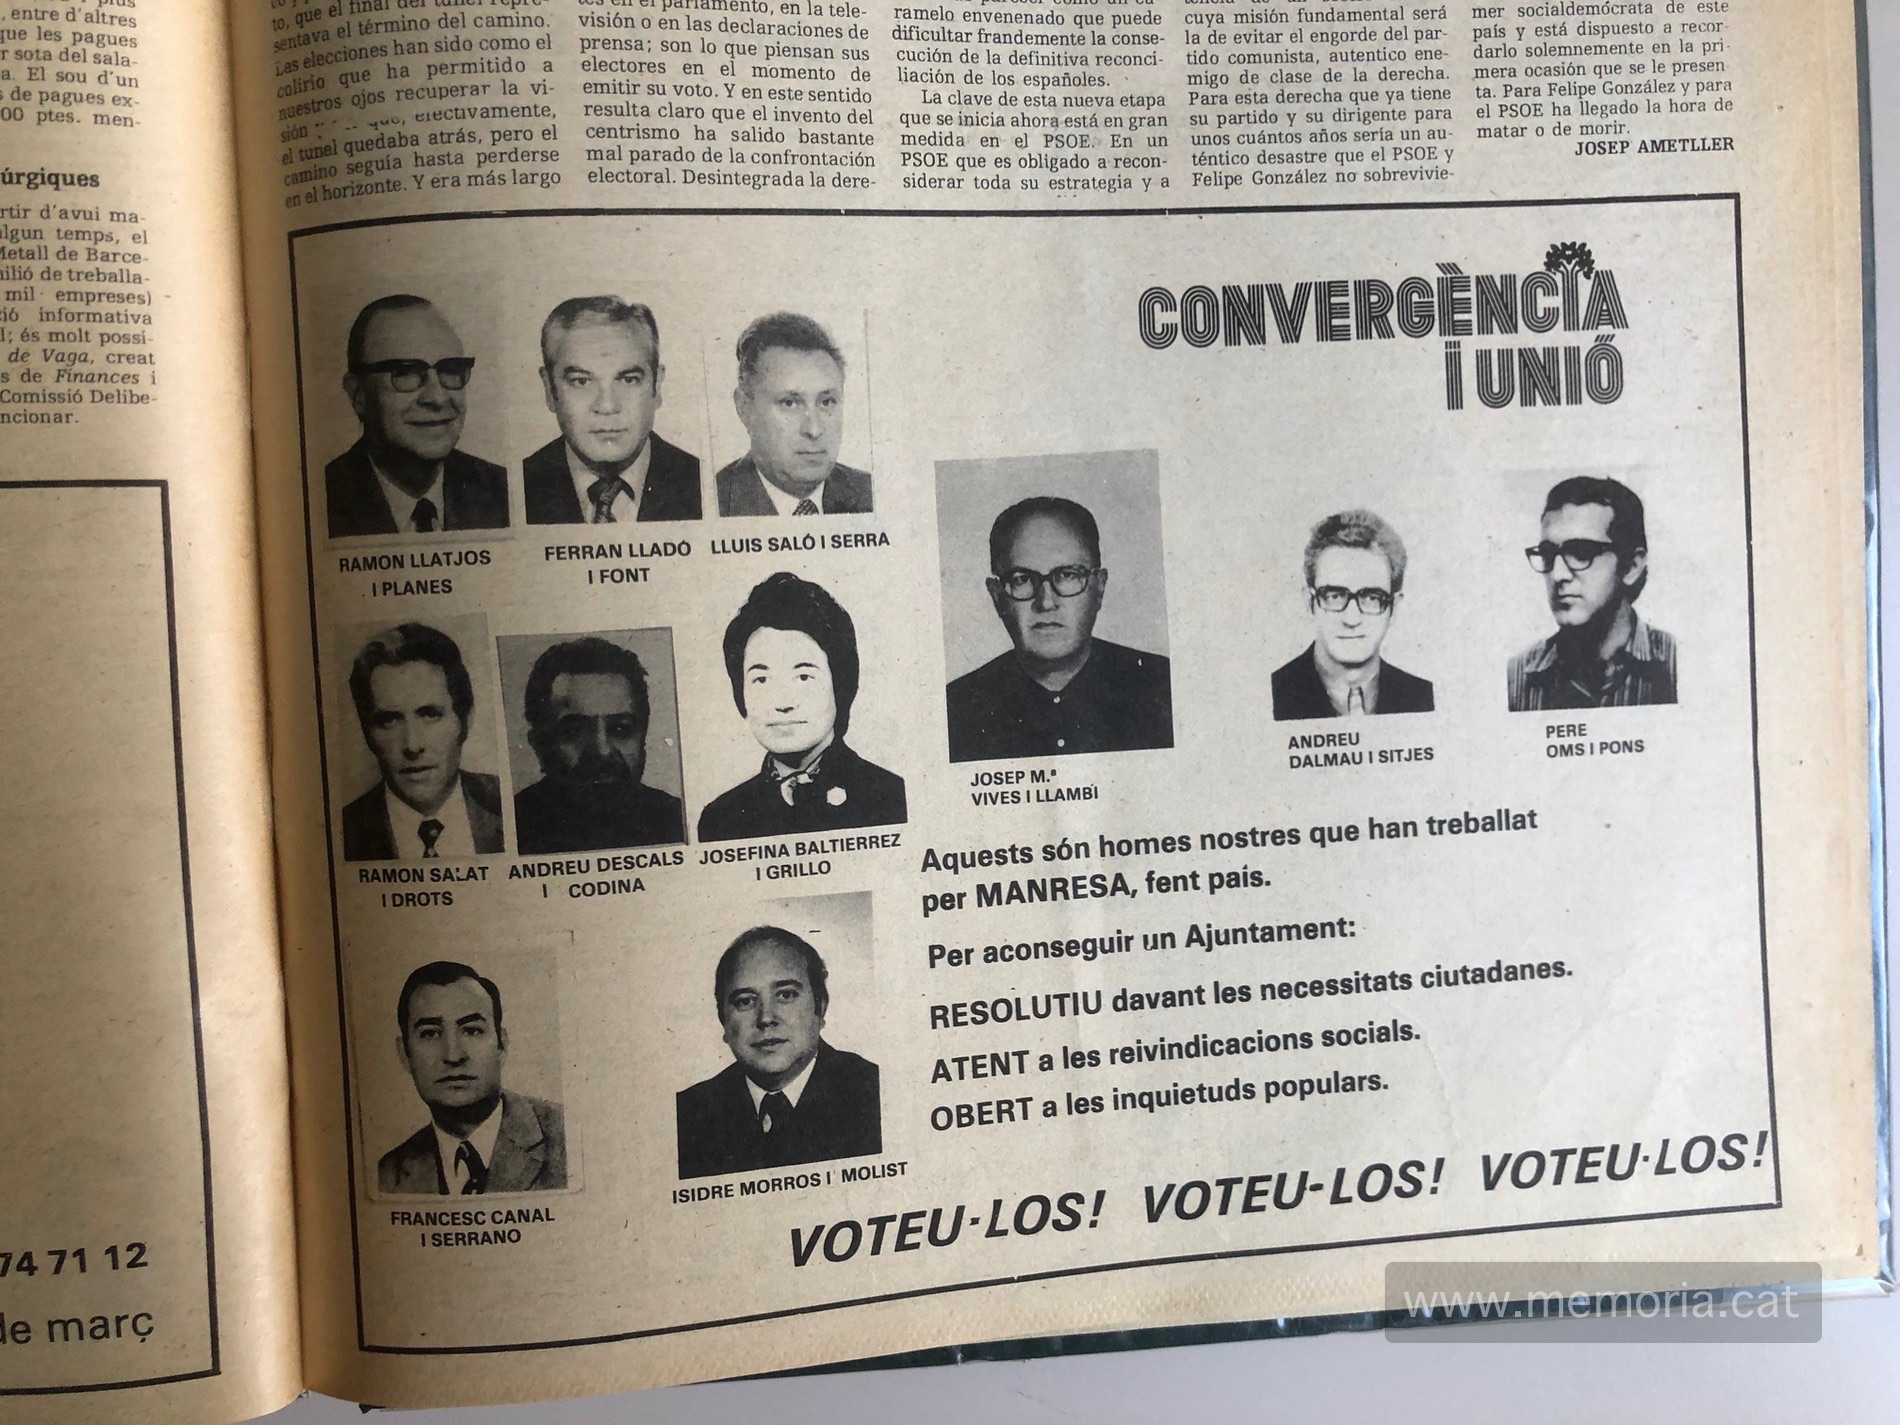 , entre d'altres
que les pagues
r sota del sala-
a. El sou d'un
s de pagues ex-
00 ptes. men-
úrgiques
rtir d'avui ma-
algun temps, el
Metall de Barce-
milió de treballa-
mil empreses)
ció informativa
l; és molt possi-
de Vaga, creat
s de Finances i
Comissió Delibe-
ncionar.
74 71 12
de març
to, que el final del tunel repre-
sentava el término del camino.
Las elecciones han sido como el
colirio que ha permitido a
nuestros ojos recuperar la vi-
sión que, efectivamente,
el tunel quedaba atrás, pero el
camino seguía hasta perderse
en el horizonte. Y era más largo
tes en el parlamento, en la tele-
visión o en las declaraciones de
prensa; son lo que piensan sus
electores en el momento de
emitir su voto. Y en este sentido
resulta claro que el invento del
centrismo ha salido bastante
mal parado de la confrontación
electoral. Desintegrada la dere-
ramelo envenenado que puede
dificultar frandemente la conse-
cución de la definitiva reconci-
liación de los españoles.
La clave de esta nueva etapa
que se inicia ahora está en gran
medida en el PSOE. En un
PSOE que es obligado a recon-
siderar toda su estrategia y a
cuya misión fundamental será
la de evitar el engorde del par-
tido comunista, autentico ene-
migo de clase de la derecha.
Para esta derecha que ya tiene
su partido y su dirigente para
unos cuántos años sería un au-
téntico desastre que el PSOE y
Felipe González no sobrevivie-
mer socialdemócrata de este
país y está dispuesto a recor-
darlo solemnemente en la pri-
mera ocasión que se le presen
ta. Para Felipe González y para
el PSOE ha llegado la hora de
matar o de morir.
JOSEP AMETLLER
CONVERGÈNCIA
I UNIÓ
RAMON LLATJOS
I PLANES
FERRAN LLADÓ
I FONT
LLUIS SALÓ I SERRA
RAMON SALAT
I DROTS
ANDREU DESCALS
I CODINA
JOSEFINA BALTIERREZ
I GRILLO
FRANCESC CANAL
I SERRANO
ISIDRE MORROS I MOLIST
JOSEP M.ª
VIVES I LLAMBI
ANDREU
DALMAU I SITJES
PERE
OMS I PONS
Aquests són homes nostres que han treballat
per MANRESA, fent país.
Per aconseguir un Ajuntament:
RESOLUTIU davant les necessitats ciutadanes.
ATENT a les reivindicacions socials.
OBERT a les inquietuds populars.
VOTEU-LOS! VOTEU-LOS! VOTEU-LOS!
www.memoria.cat